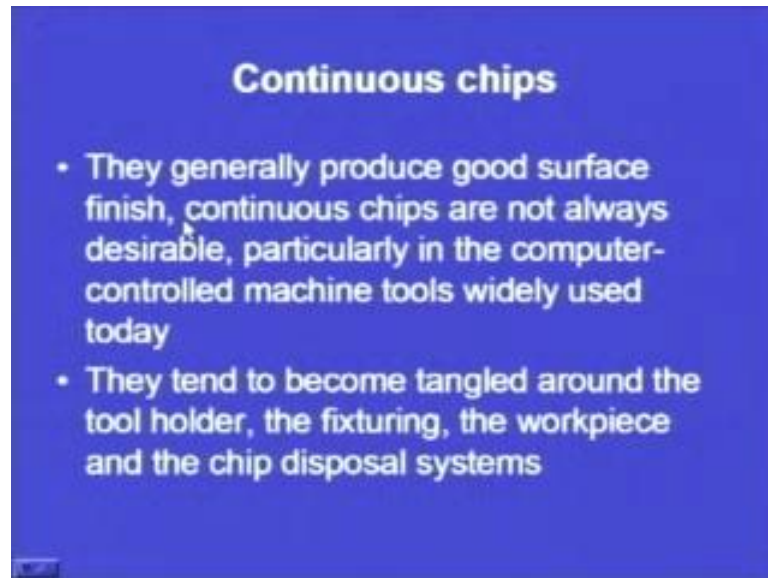 Continuous chips
• They generally produce good surface
finish, continuous chips are not always
desirable, particularly in the computer-
controlled machine tools widely used
today
• They tend to become tangled around the
tool holder, the fixturing, the workpiece
and the chip disposal systems